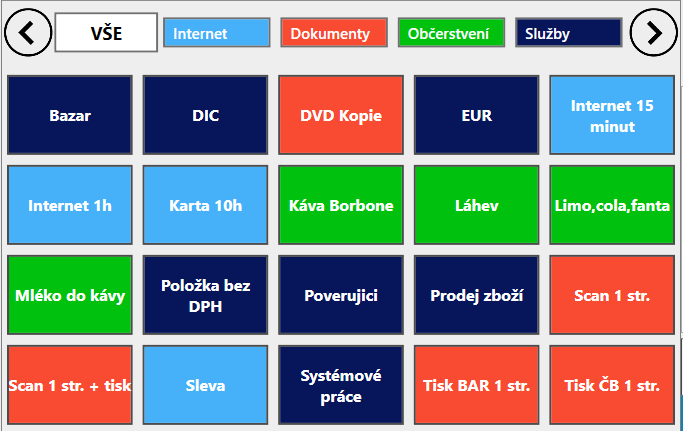 VŠE
Internet
Dokumenty
Občerstvení
Služby
Bazar
DIC
DVD Kopie
EUR
Internet 15
minut
Internet 1h
Karta 10h
Káva Borbone
Láhev
Limo,cola,fanta
Mléko do kávy
Položka bez
DPH
Poverujici
Prodej zboží
Scan 1 str.
Scan 1 str. + tisk
Sleva
Systémové
práce
Tisk BAR 1 str.
Tisk ČB 1 str.